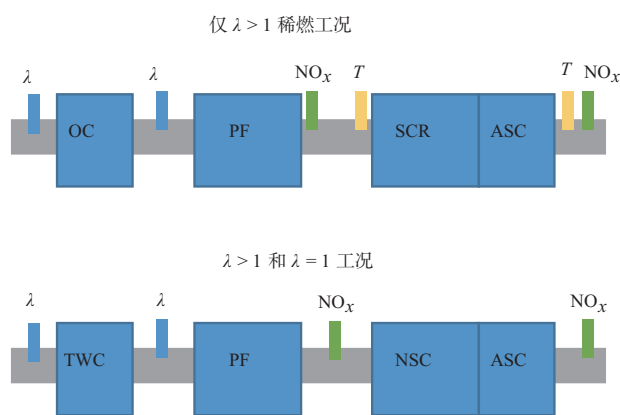 仅 λ > 1 稀燃工况
λ λ NOx T T NOx
OC PF SCR ASC
λ > 1 和 λ = 1 工况
λ λ NOx NOx
TWC PF NSC ASC